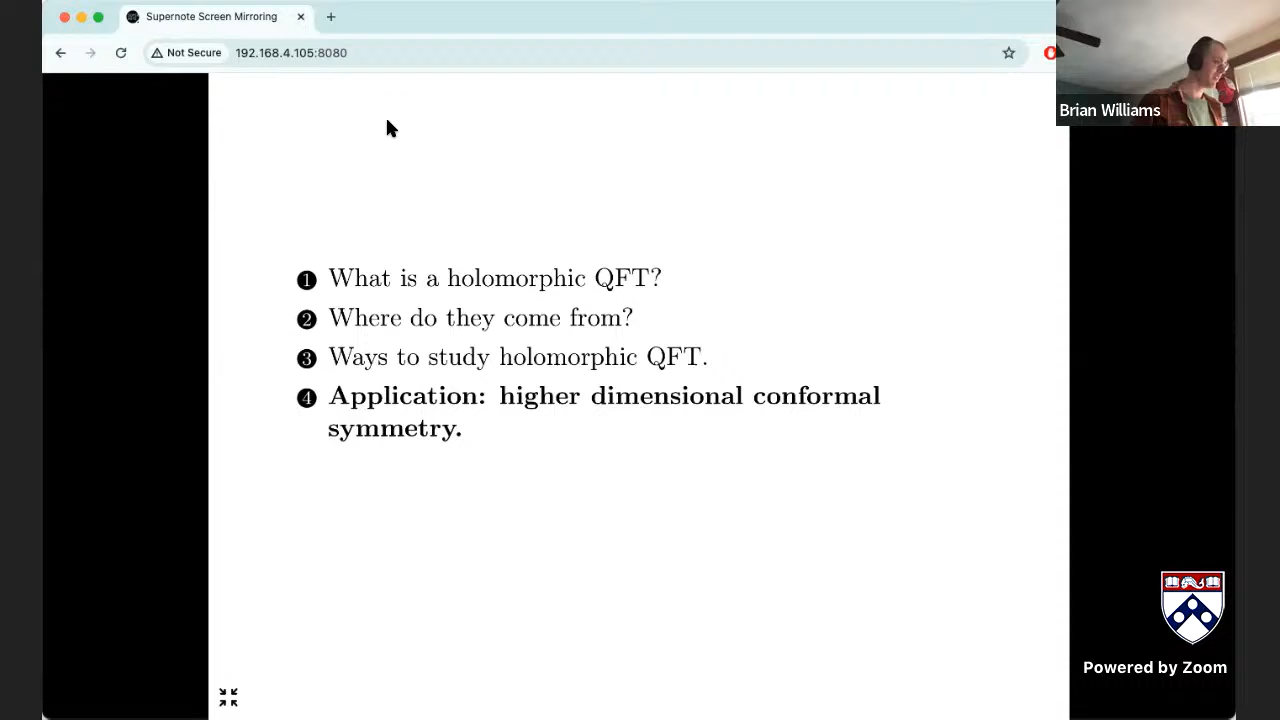 Supernote Screen Mirroring
Not Secure 192.168.4.105:8080
Brian Williams
1 What is a holomorphic QFT?
2 Where do they come from?
3 Ways to study holomorphic QFT.
4 Application: higher dimensional conformal
symmetry.
Powered by Zoom